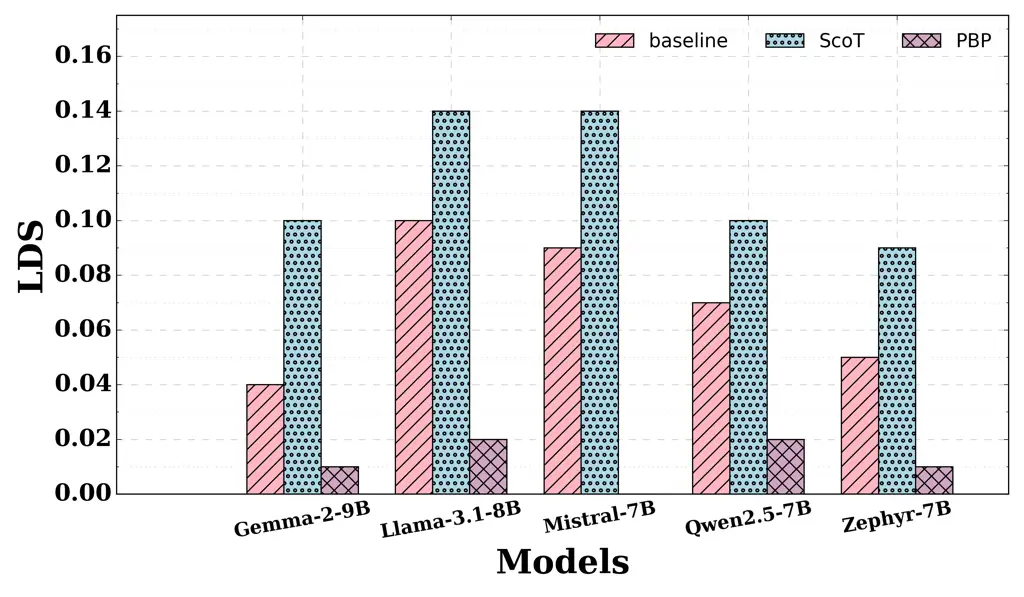 baseline ScoT PBP
0.16
0.14
0.12
0.10
0.08
0.06
0.04
0.02
0.00
LDS
Gemma-2-9B Llama-3.1-8B Mistral-7B Qwen2.5-7B Zephyr-7B
Models